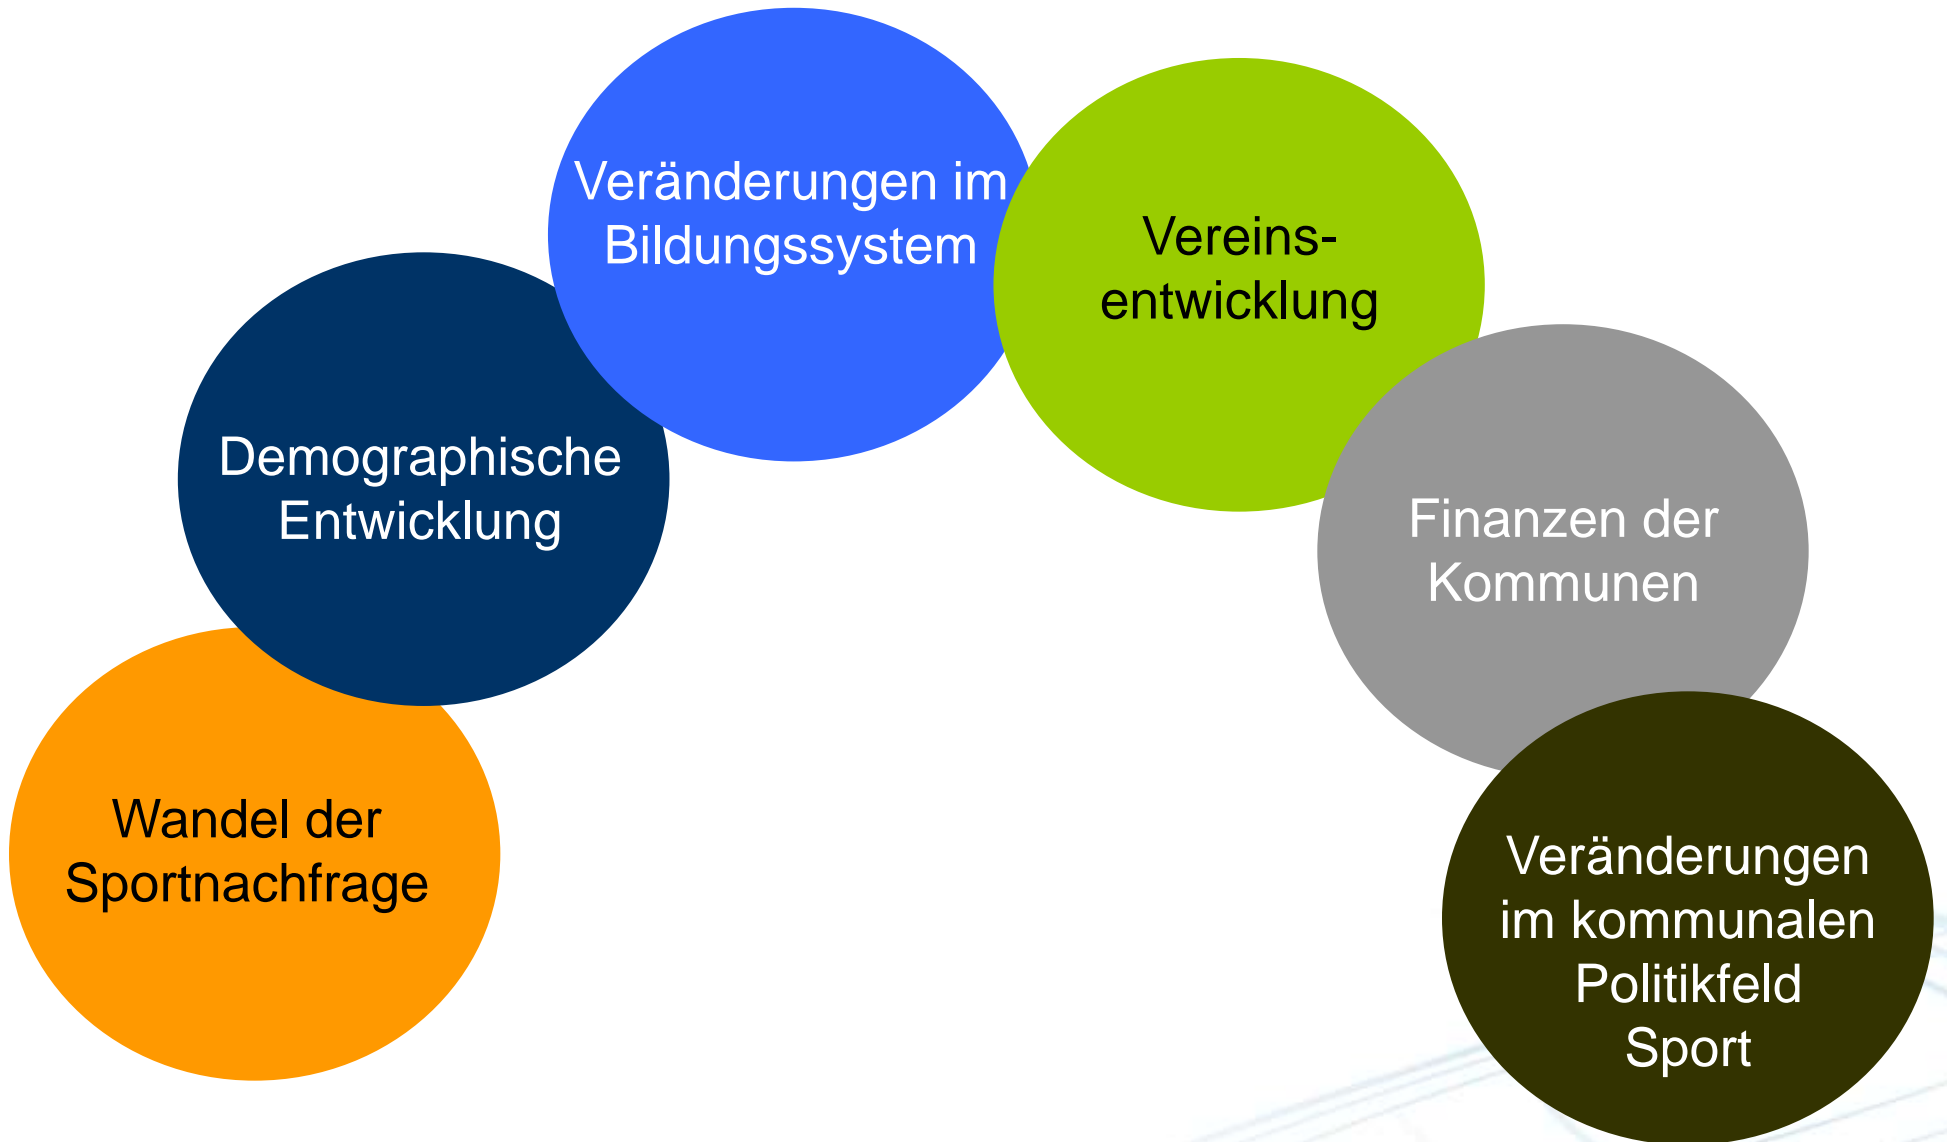 Wandel der
Sportnachfrage
Demographische
Entwicklung
Veränderungen im
Bildungssystem
Vereins-
entwicklung
Finanzen der
Kommunen
Veränderungen
im kommunalen
Politikfeld
Sport